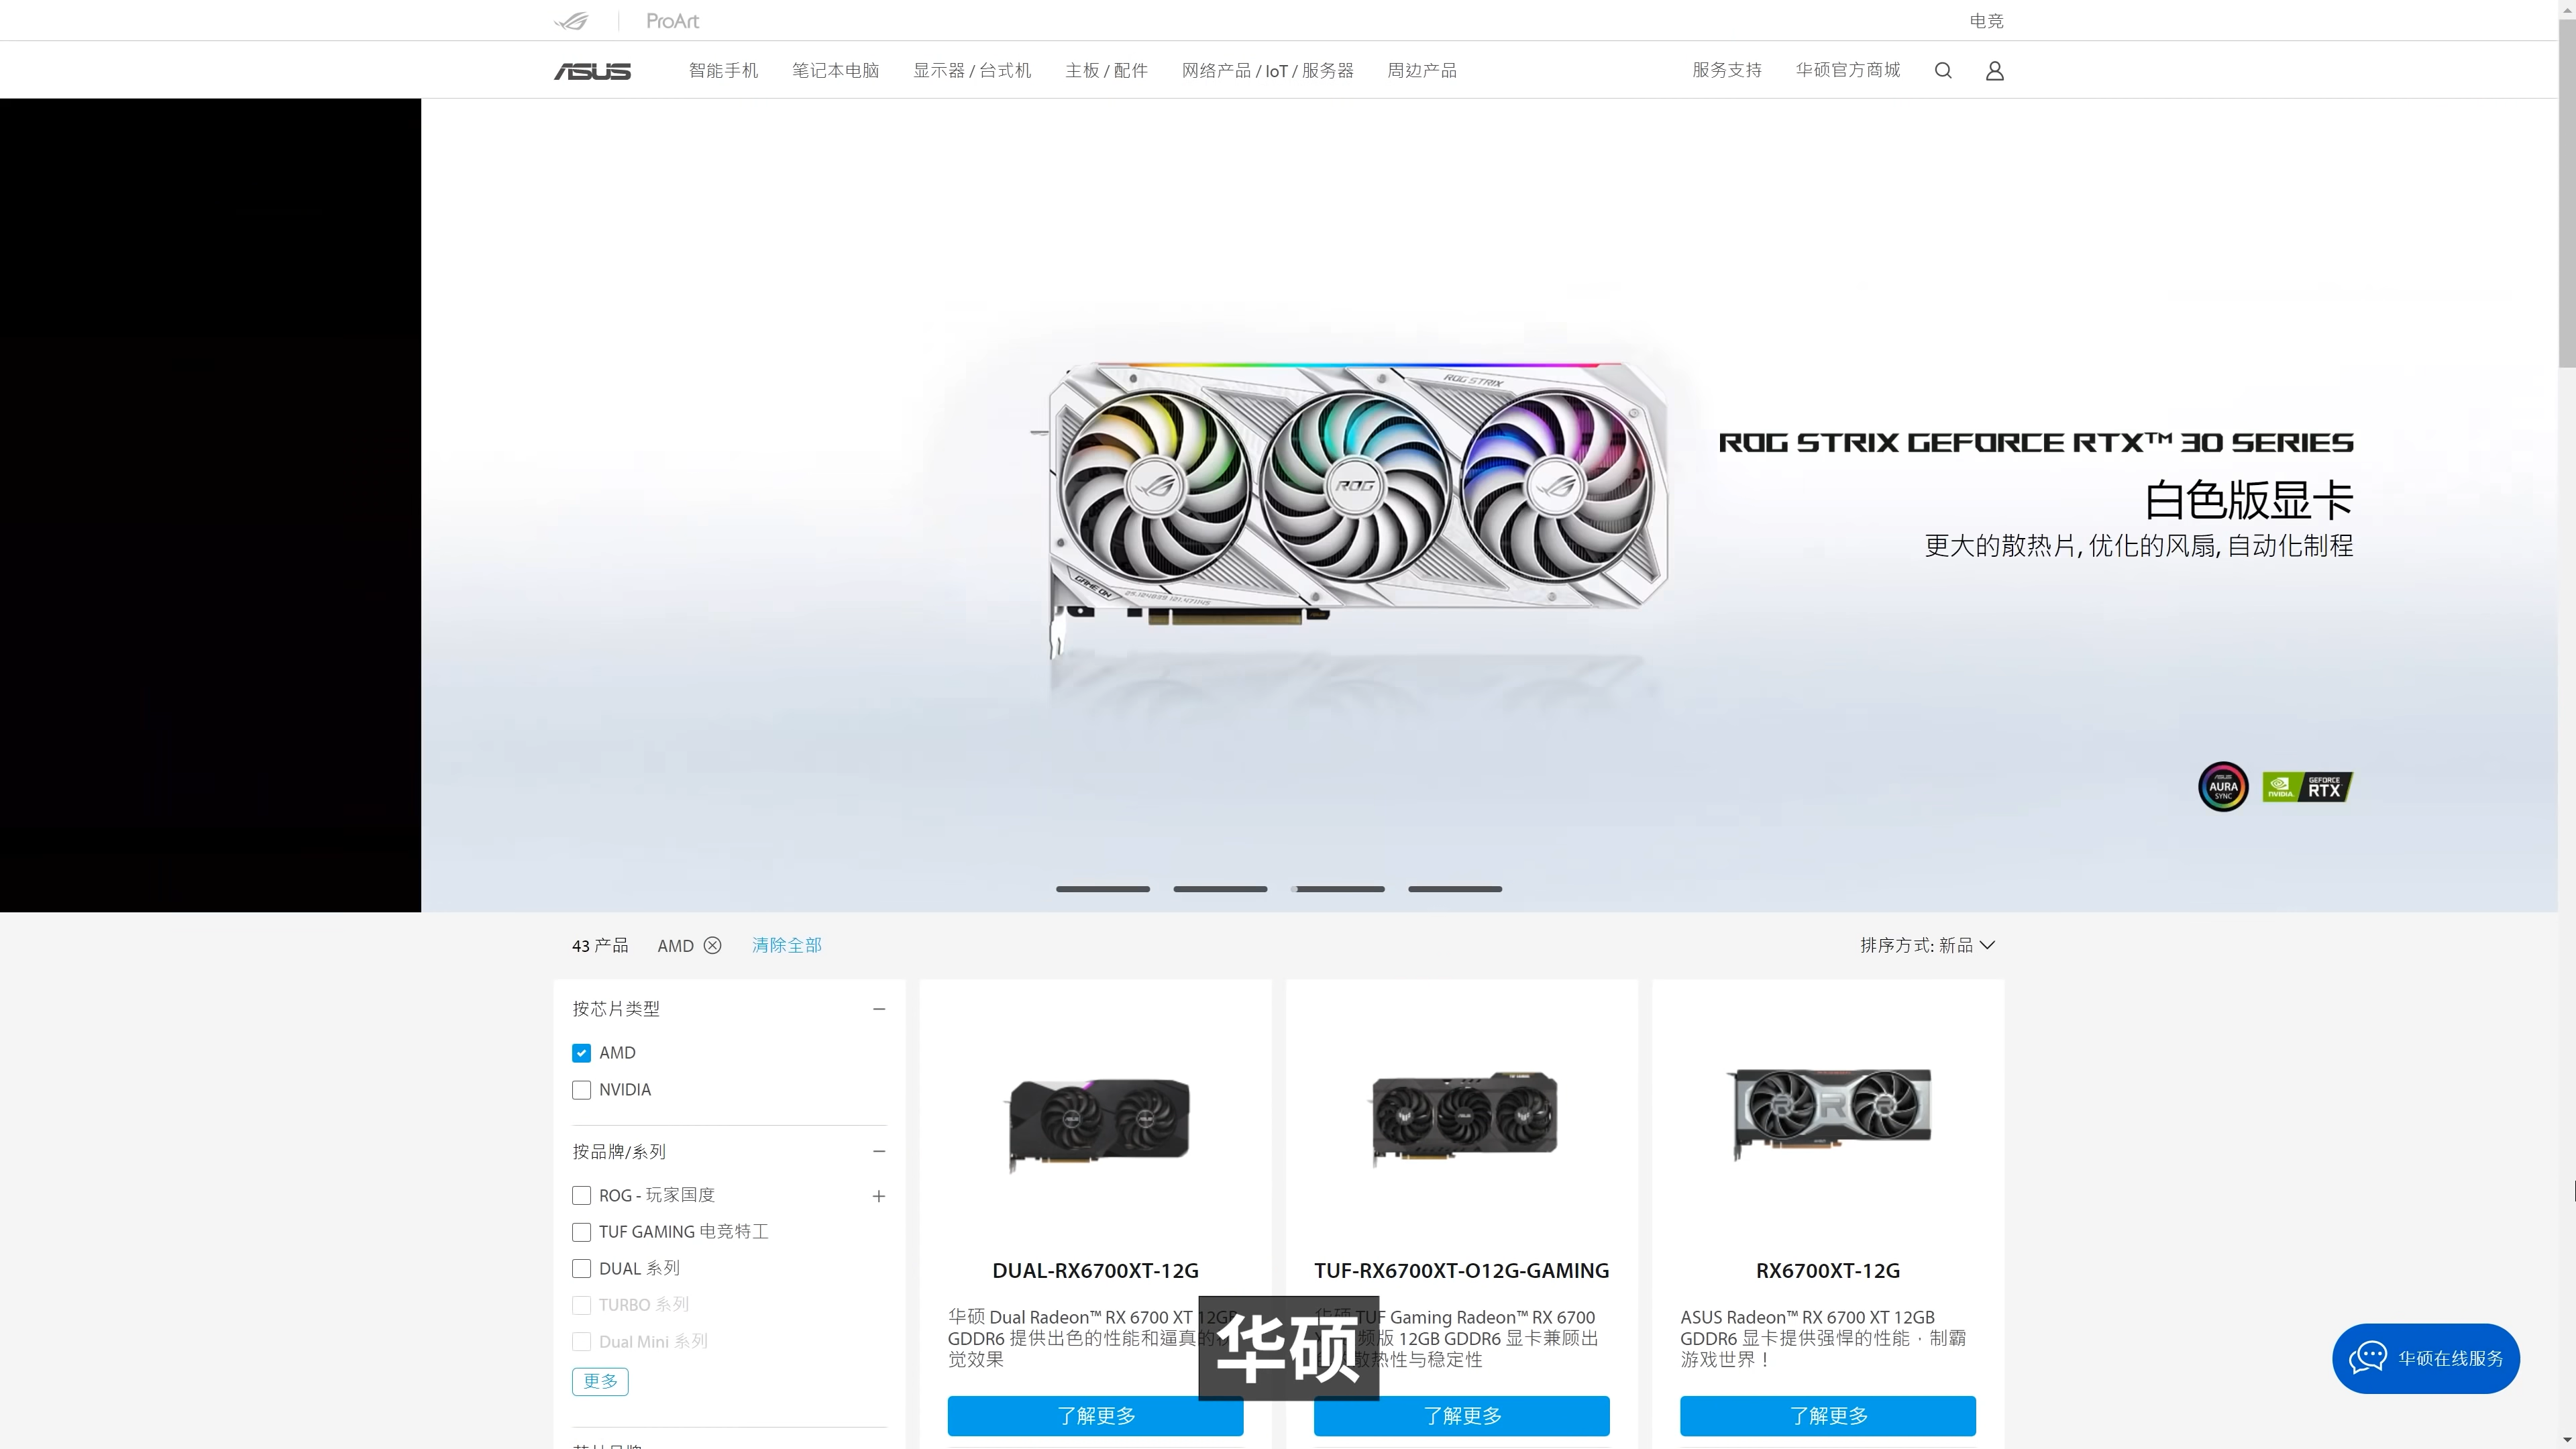 ProArt
电竞
ASUS
智能手机 笔记本电脑 显示器 / 台式机 主板 / 配件 网络产品 / IoT / 服务器 周边产品 服务支持 华硕官方商城
ROG STRIX
ROG
GAME ON
ROG STRIX GEFORCE RTX™ 30 SERIES
白色版显卡
更大的散热片, 优化的风扇, 自动化制程
ASUS AURA SYNC
NVIDIA. GEFORCE RTX
43 产品 AMD 清除全部
排序方式: 新品
按芯片类型
AMD
NVIDIA
按品牌/系列
ROG - 玩家国度
TUF GAMING 电竞特工
DUAL 系列
TURBO 系列
Dual Mini 系列
更多
DUAL-RX6700XT-12G
华硕 Dual Radeon™ RX 6700 XT 12GB
GDDR6 提供出色的性能和逼真的
觉效果
了解更多
TUF-RX6700XT-O12G-GAMING
华硕 TUF Gaming Radeon™ RX 6700
频版 12GB GDDR6 显卡兼顾出
散热性与稳定性
了解更多
RX6700XT-12G
ASUS Radeon™ RX 6700 XT 12GB
GDDR6 显卡提供强悍的性能，制霸
游戏世界！
了解更多
华硕
华硕在线服务